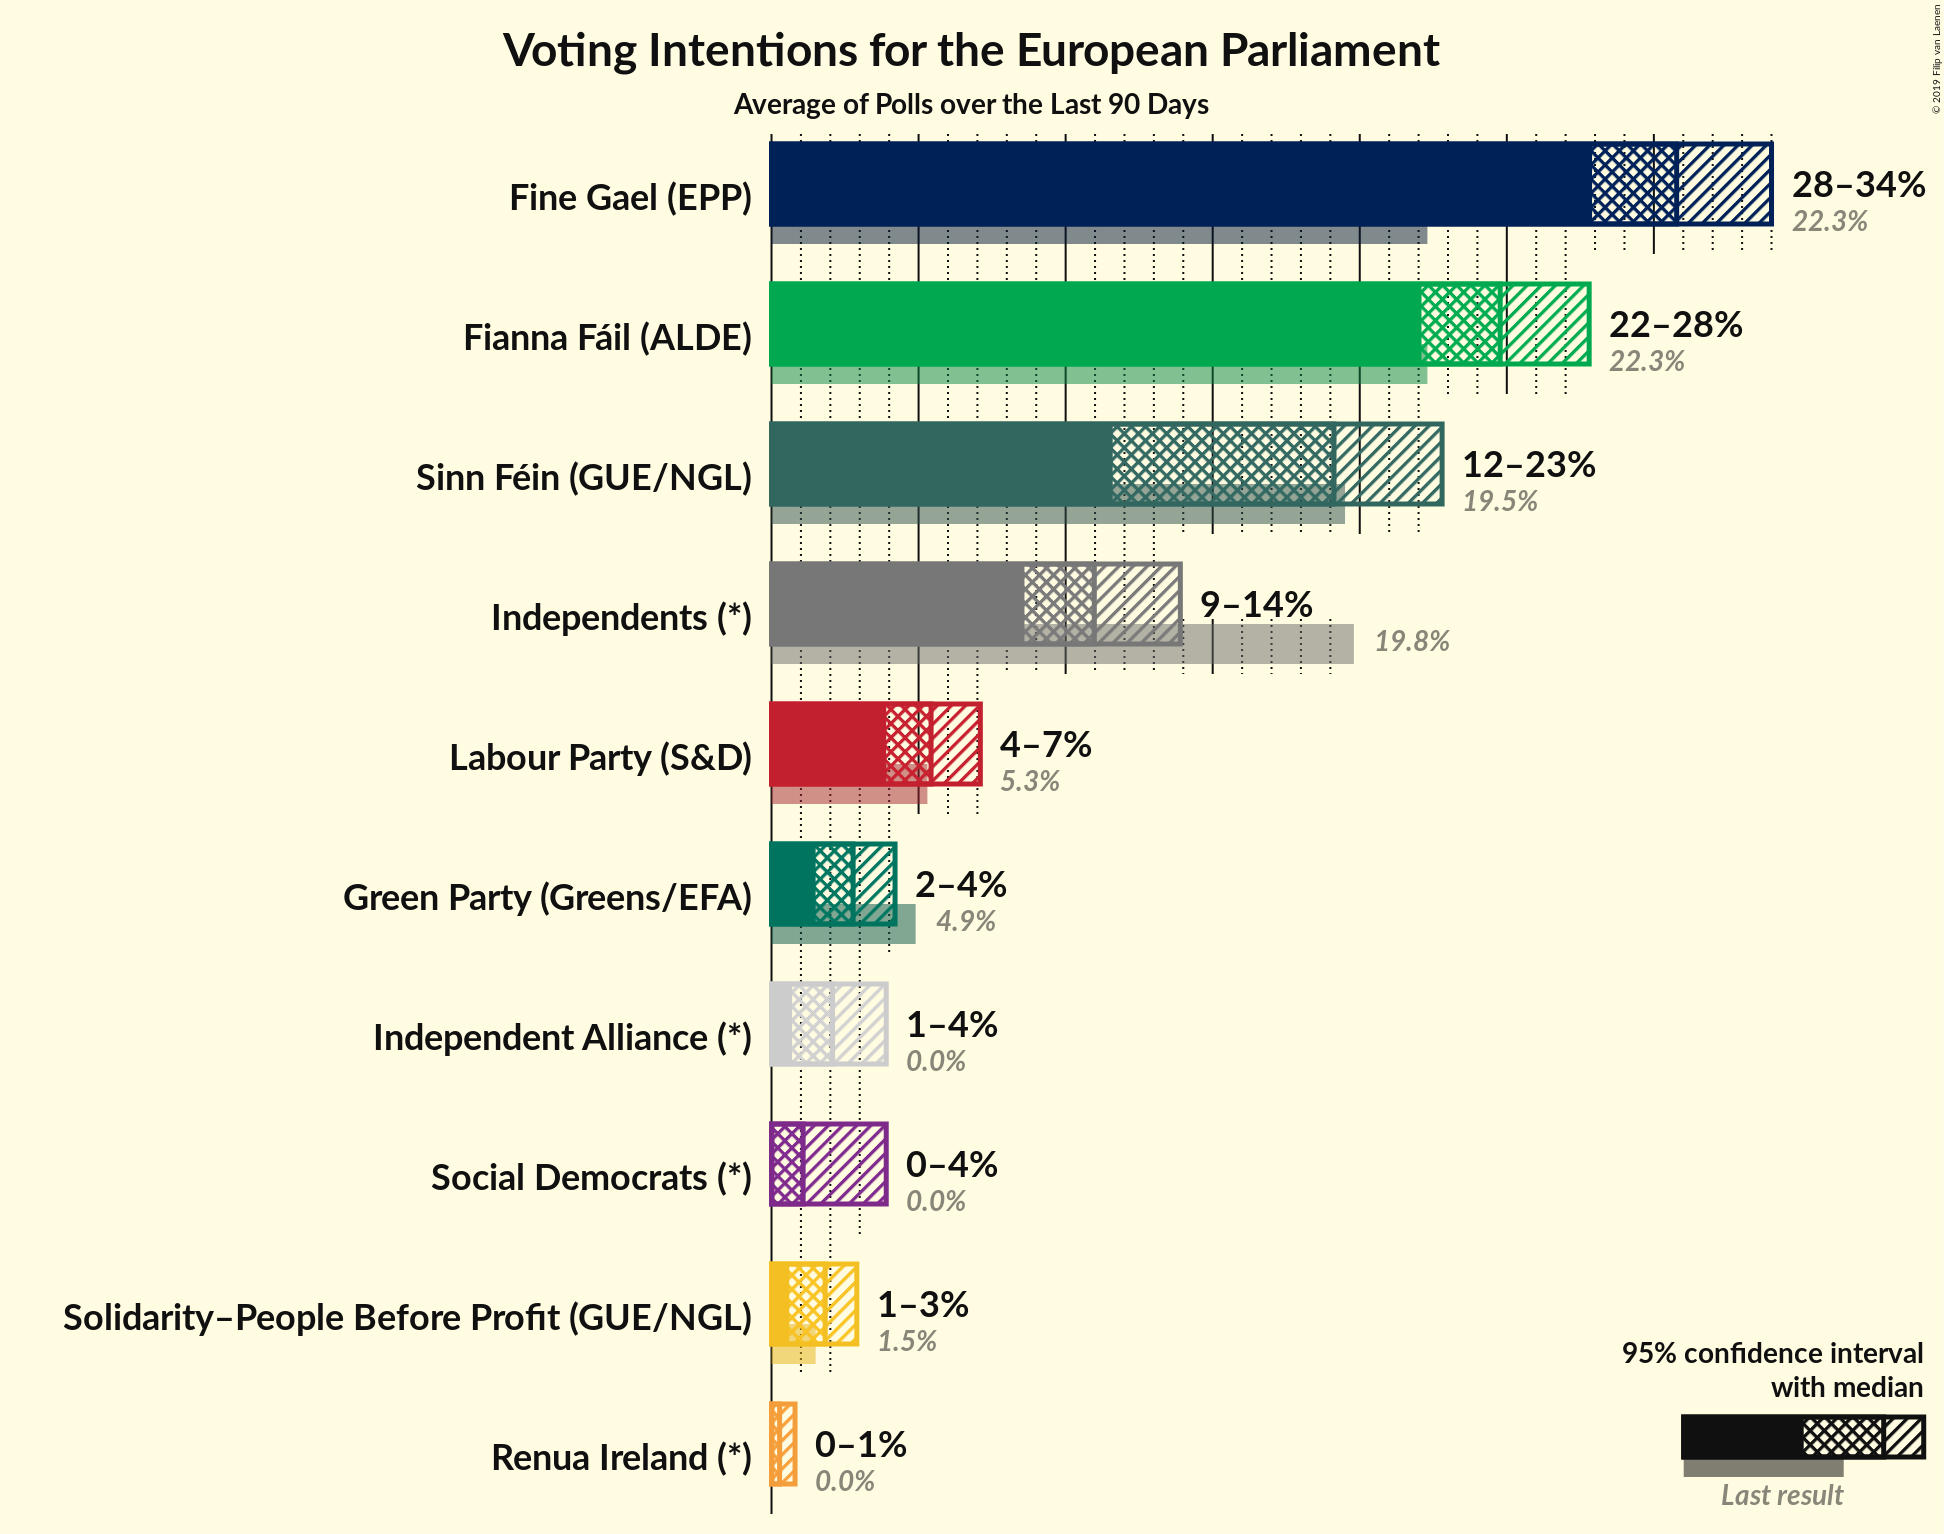 Voting Intentions for the European Parliament
Average of Polls over the Last 90 Days
© 2019 Filip van Laenen
Fine Gael (EPP)
28–34%
22.3%
Fianna Fáil (ALDE)
22–28%
22.3%
Sinn Féin (GUE/NGL)
12–23%
19.5%
Independents (*)
9–14%
19.8%
Labour Party (S&D)
4–7%
5.3%
Green Party (Greens/EFA)
2–4%
4.9%
Independent Alliance (*)
1–4%
0.0%
Social Democrats (*)
0–4%
0.0%
Solidarity–People Before Profit (GUE/NGL)
1–3%
1.5%
Renua Ireland (*)
0–1%
0.0%
95% confidence interval
with median
Last result